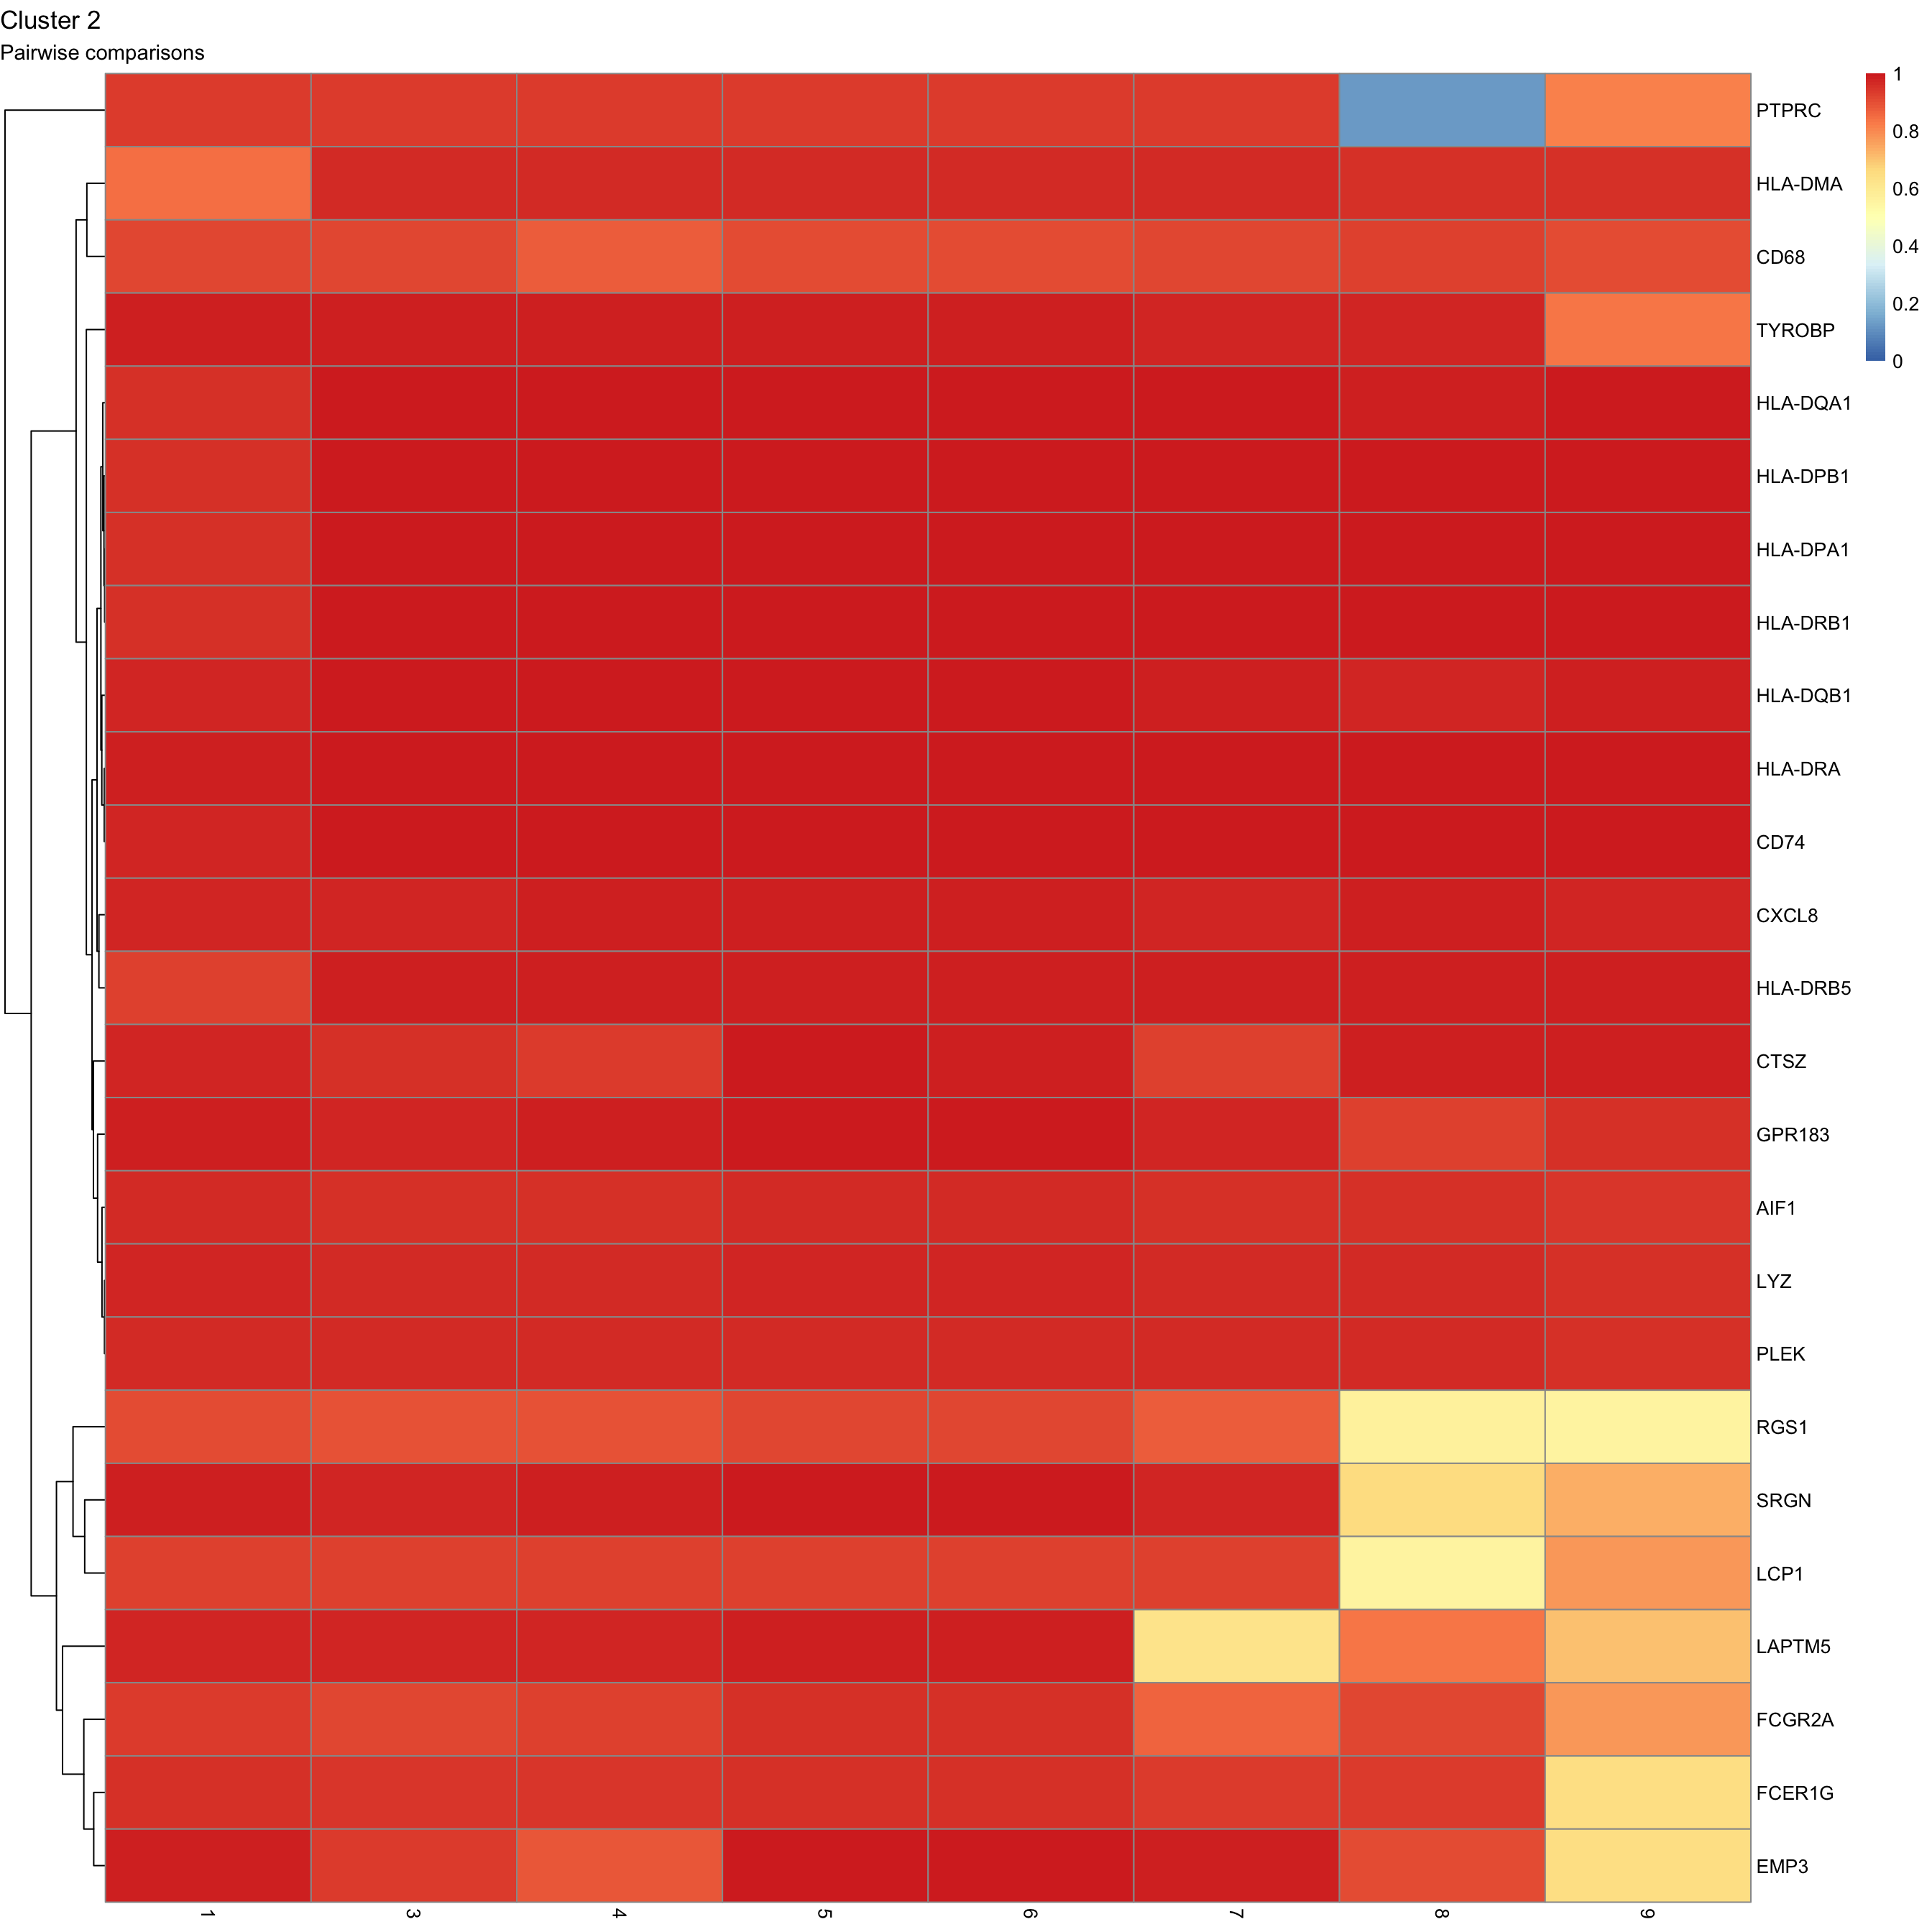 Cluster 2
Pairwise comparisons
1
0.8
0.6
0.4
0.2
0
PTPRC
HLA-DMA
CD68
TYROBP
HLA-DQA1
HLA-DPB1
HLA-DPA1
HLA-DRB1
HLA-DQB1
HLA-DRA
CD74
CXCL8
HLA-DRB5
CTSZ
GPR183
AIF1
LYZ
PLEK
RGS1
SRGN
LCP1
LAPTM5
FCGR2A
FCER1G
EMP3
1 3 4 5 6 7 8 9